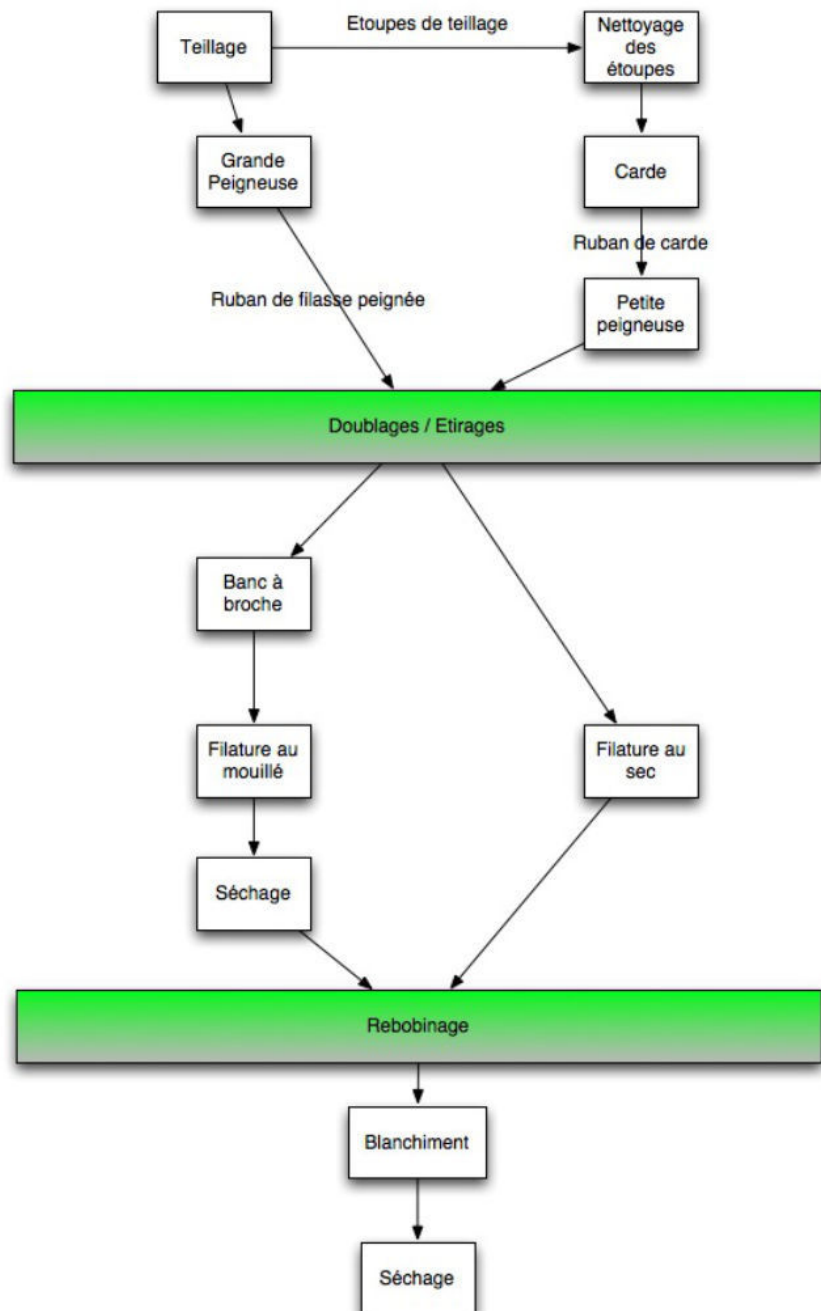 Etoupes de teillage
Teillage
Nettoyage
des
étoupes
Grande
Peigneuse
Carde
Ruban de carde
Ruban de filasse peignée
Petite
peigneuse
Doublages / Etirages
Banc à
broche
Filature au
mouillé
Filature au
sec
Séchage
Rebobinage
Blanchiment
Séchage